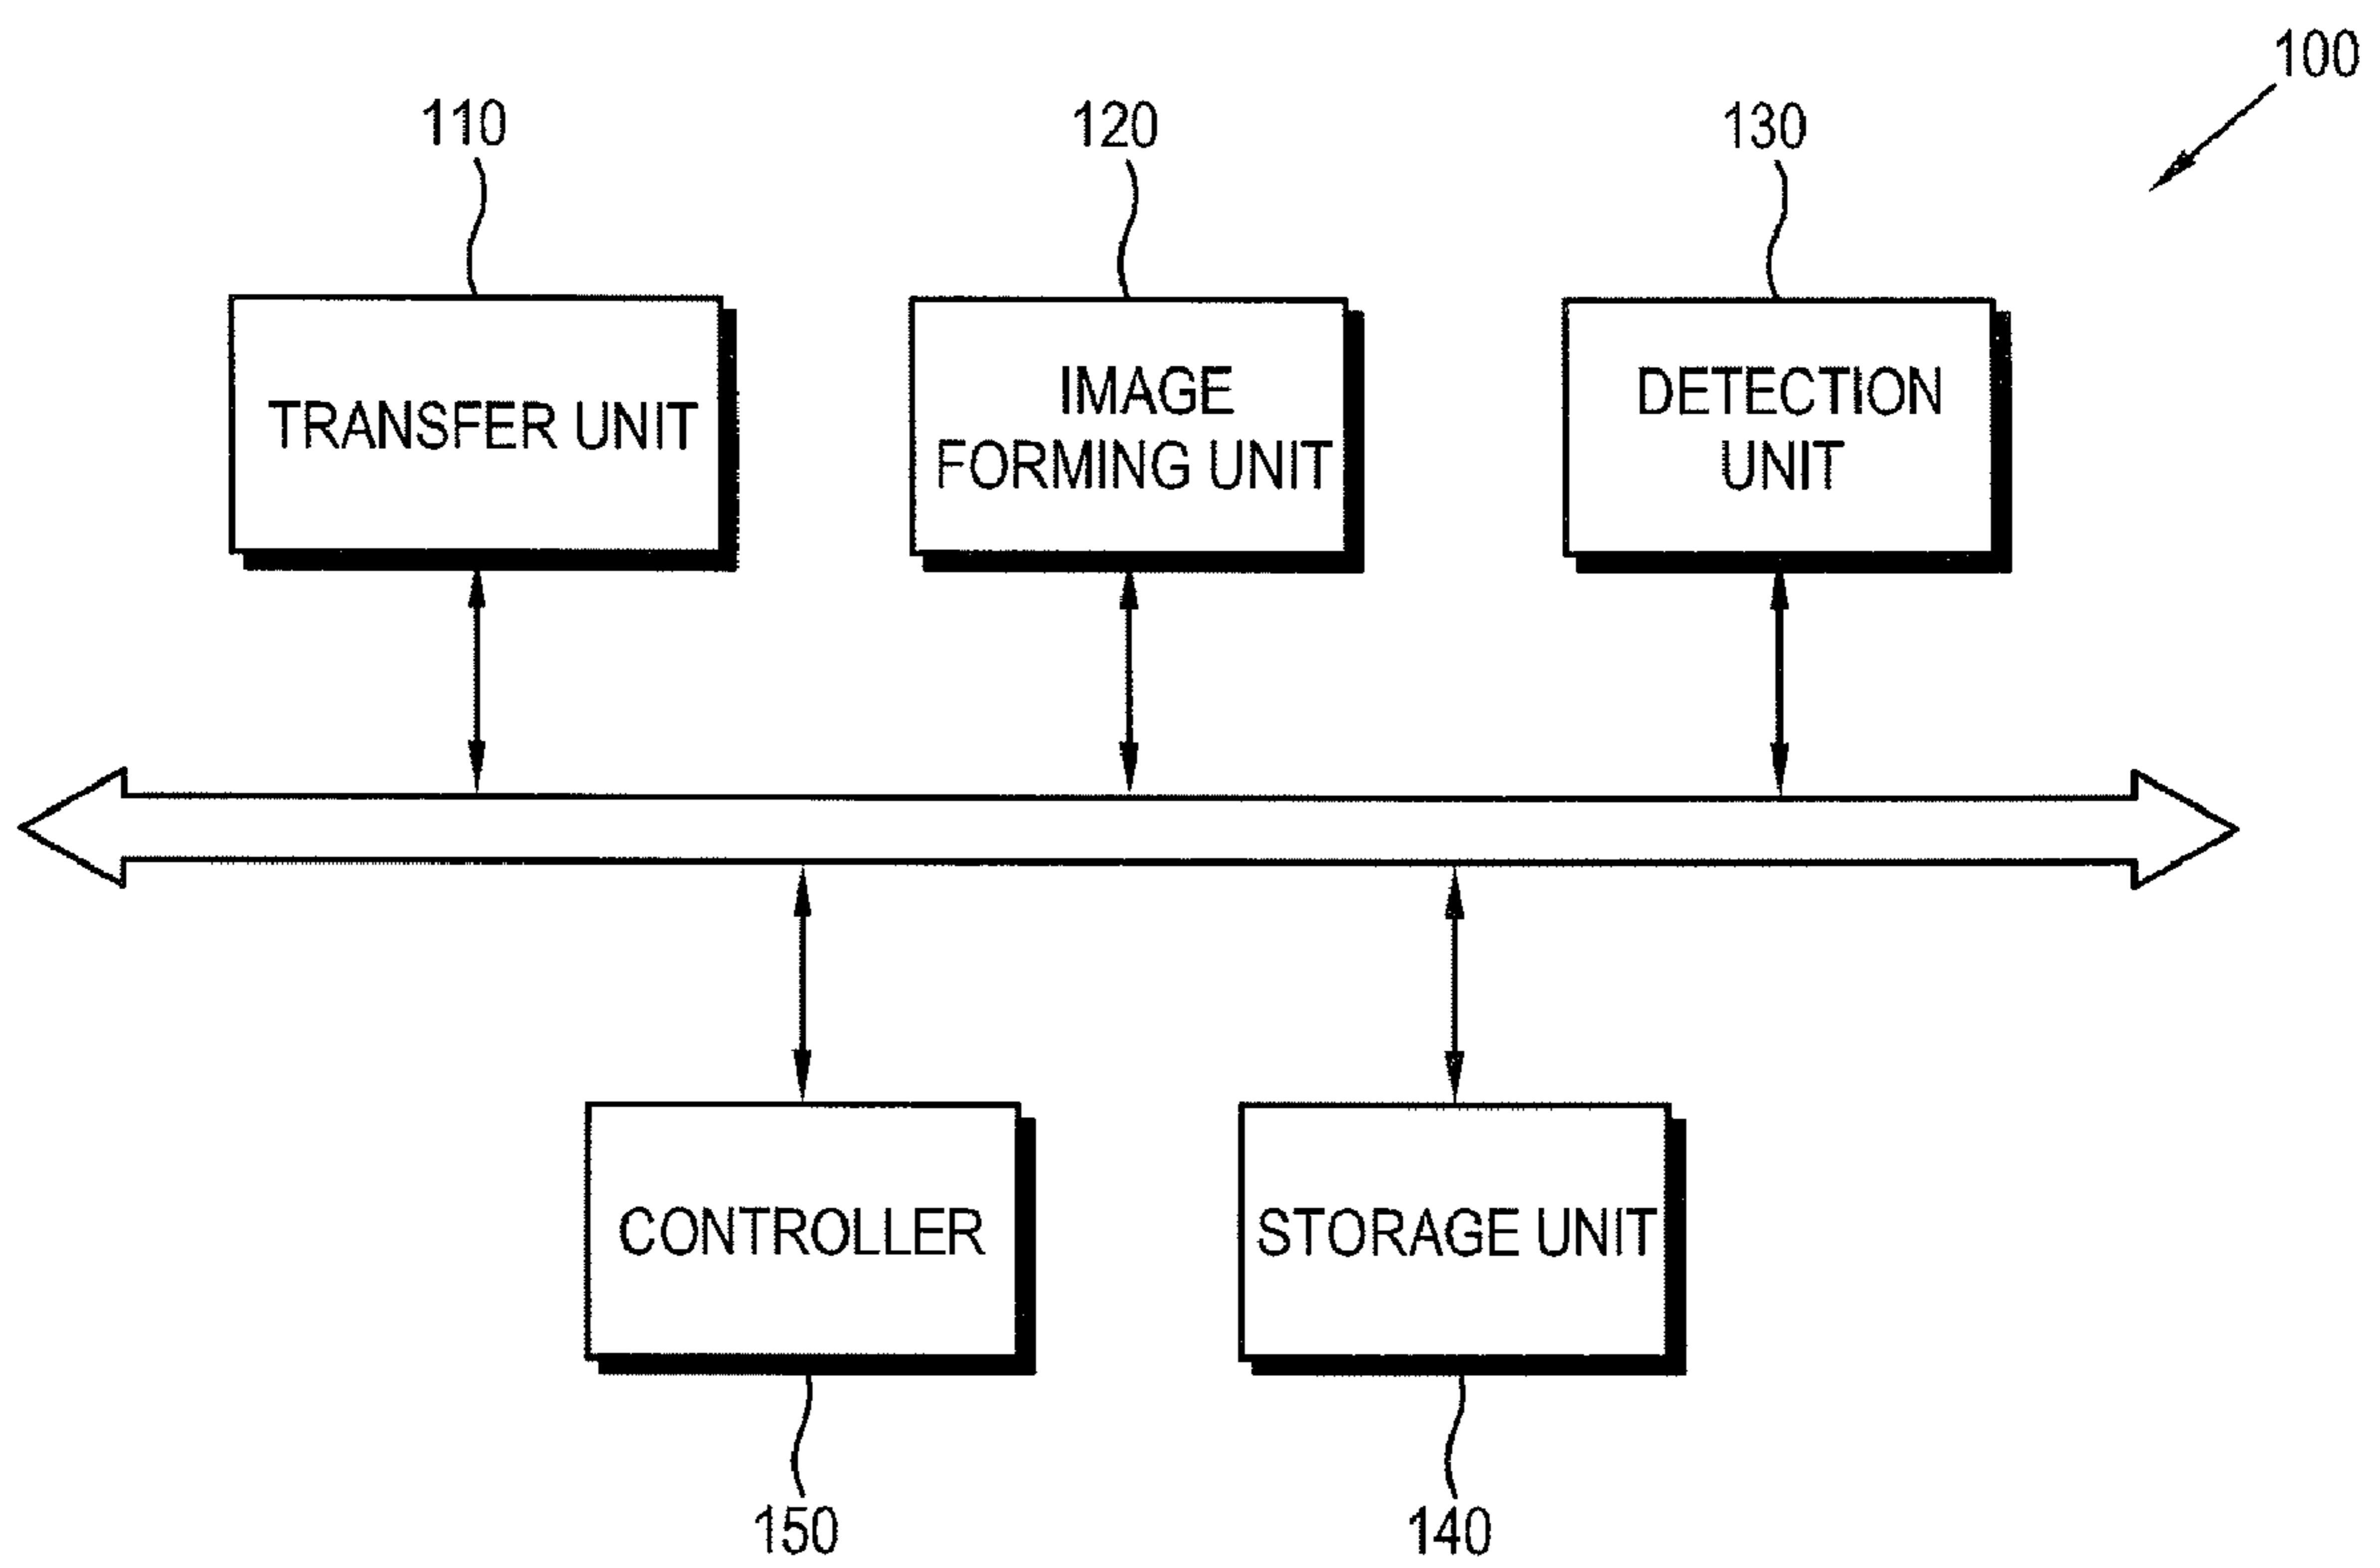 100
110
120
130
TRANSFER UNIT
IMAGE
FORMING UNIT
DETECTION
UNIT
CONTROLLER
STORAGE UNIT
150
140